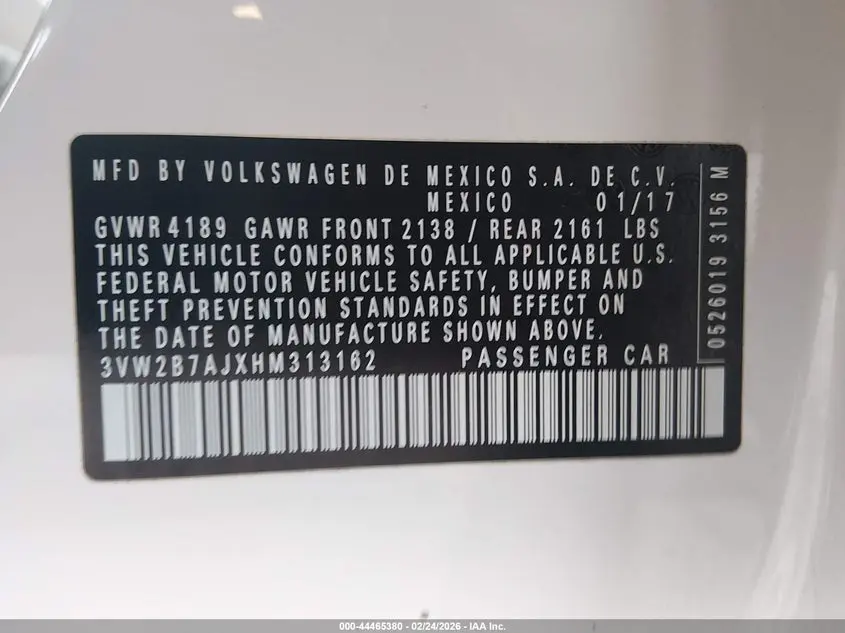 MFD BY VOLKSWAGEN DE MEXICO S.A. DE C.V.
MEXICO 01/17
GVWR 4189 GAWR FRONT 2138 / REAR 2161 LBS
THIS VEHICLE CONFORMS TO ALL APPLICABLE U.S.
FEDERAL MOTOR VEHICLE SAFETY, BUMPER AND
THEFT PREVENTION STANDARDS IN EFFECT ON
THE DATE OF MANUFACTURE SHOWN ABOVE.
3VW2B7AJXHM313162 PASSENGER CAR
0526019 3156 M
000-44465380 - 02/24/2026 - IAA Inc.